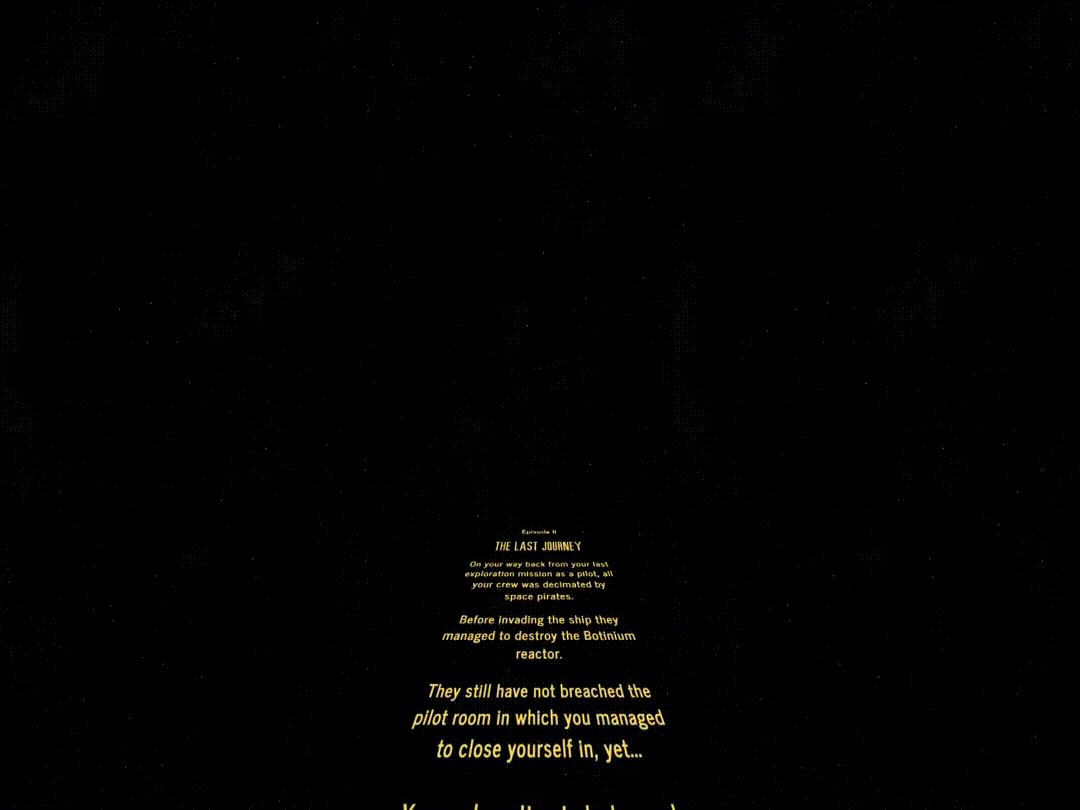 Episode II
THE LAST JOURNEY
On your way back from your last
exploration mission as a pilot, all
your crew was decimated by
space pirates.
Before invading the ship they
managed to destroy the Botinium
reactor.
They still have not breached the
pilot room in which you managed
to close yourself in, yet...